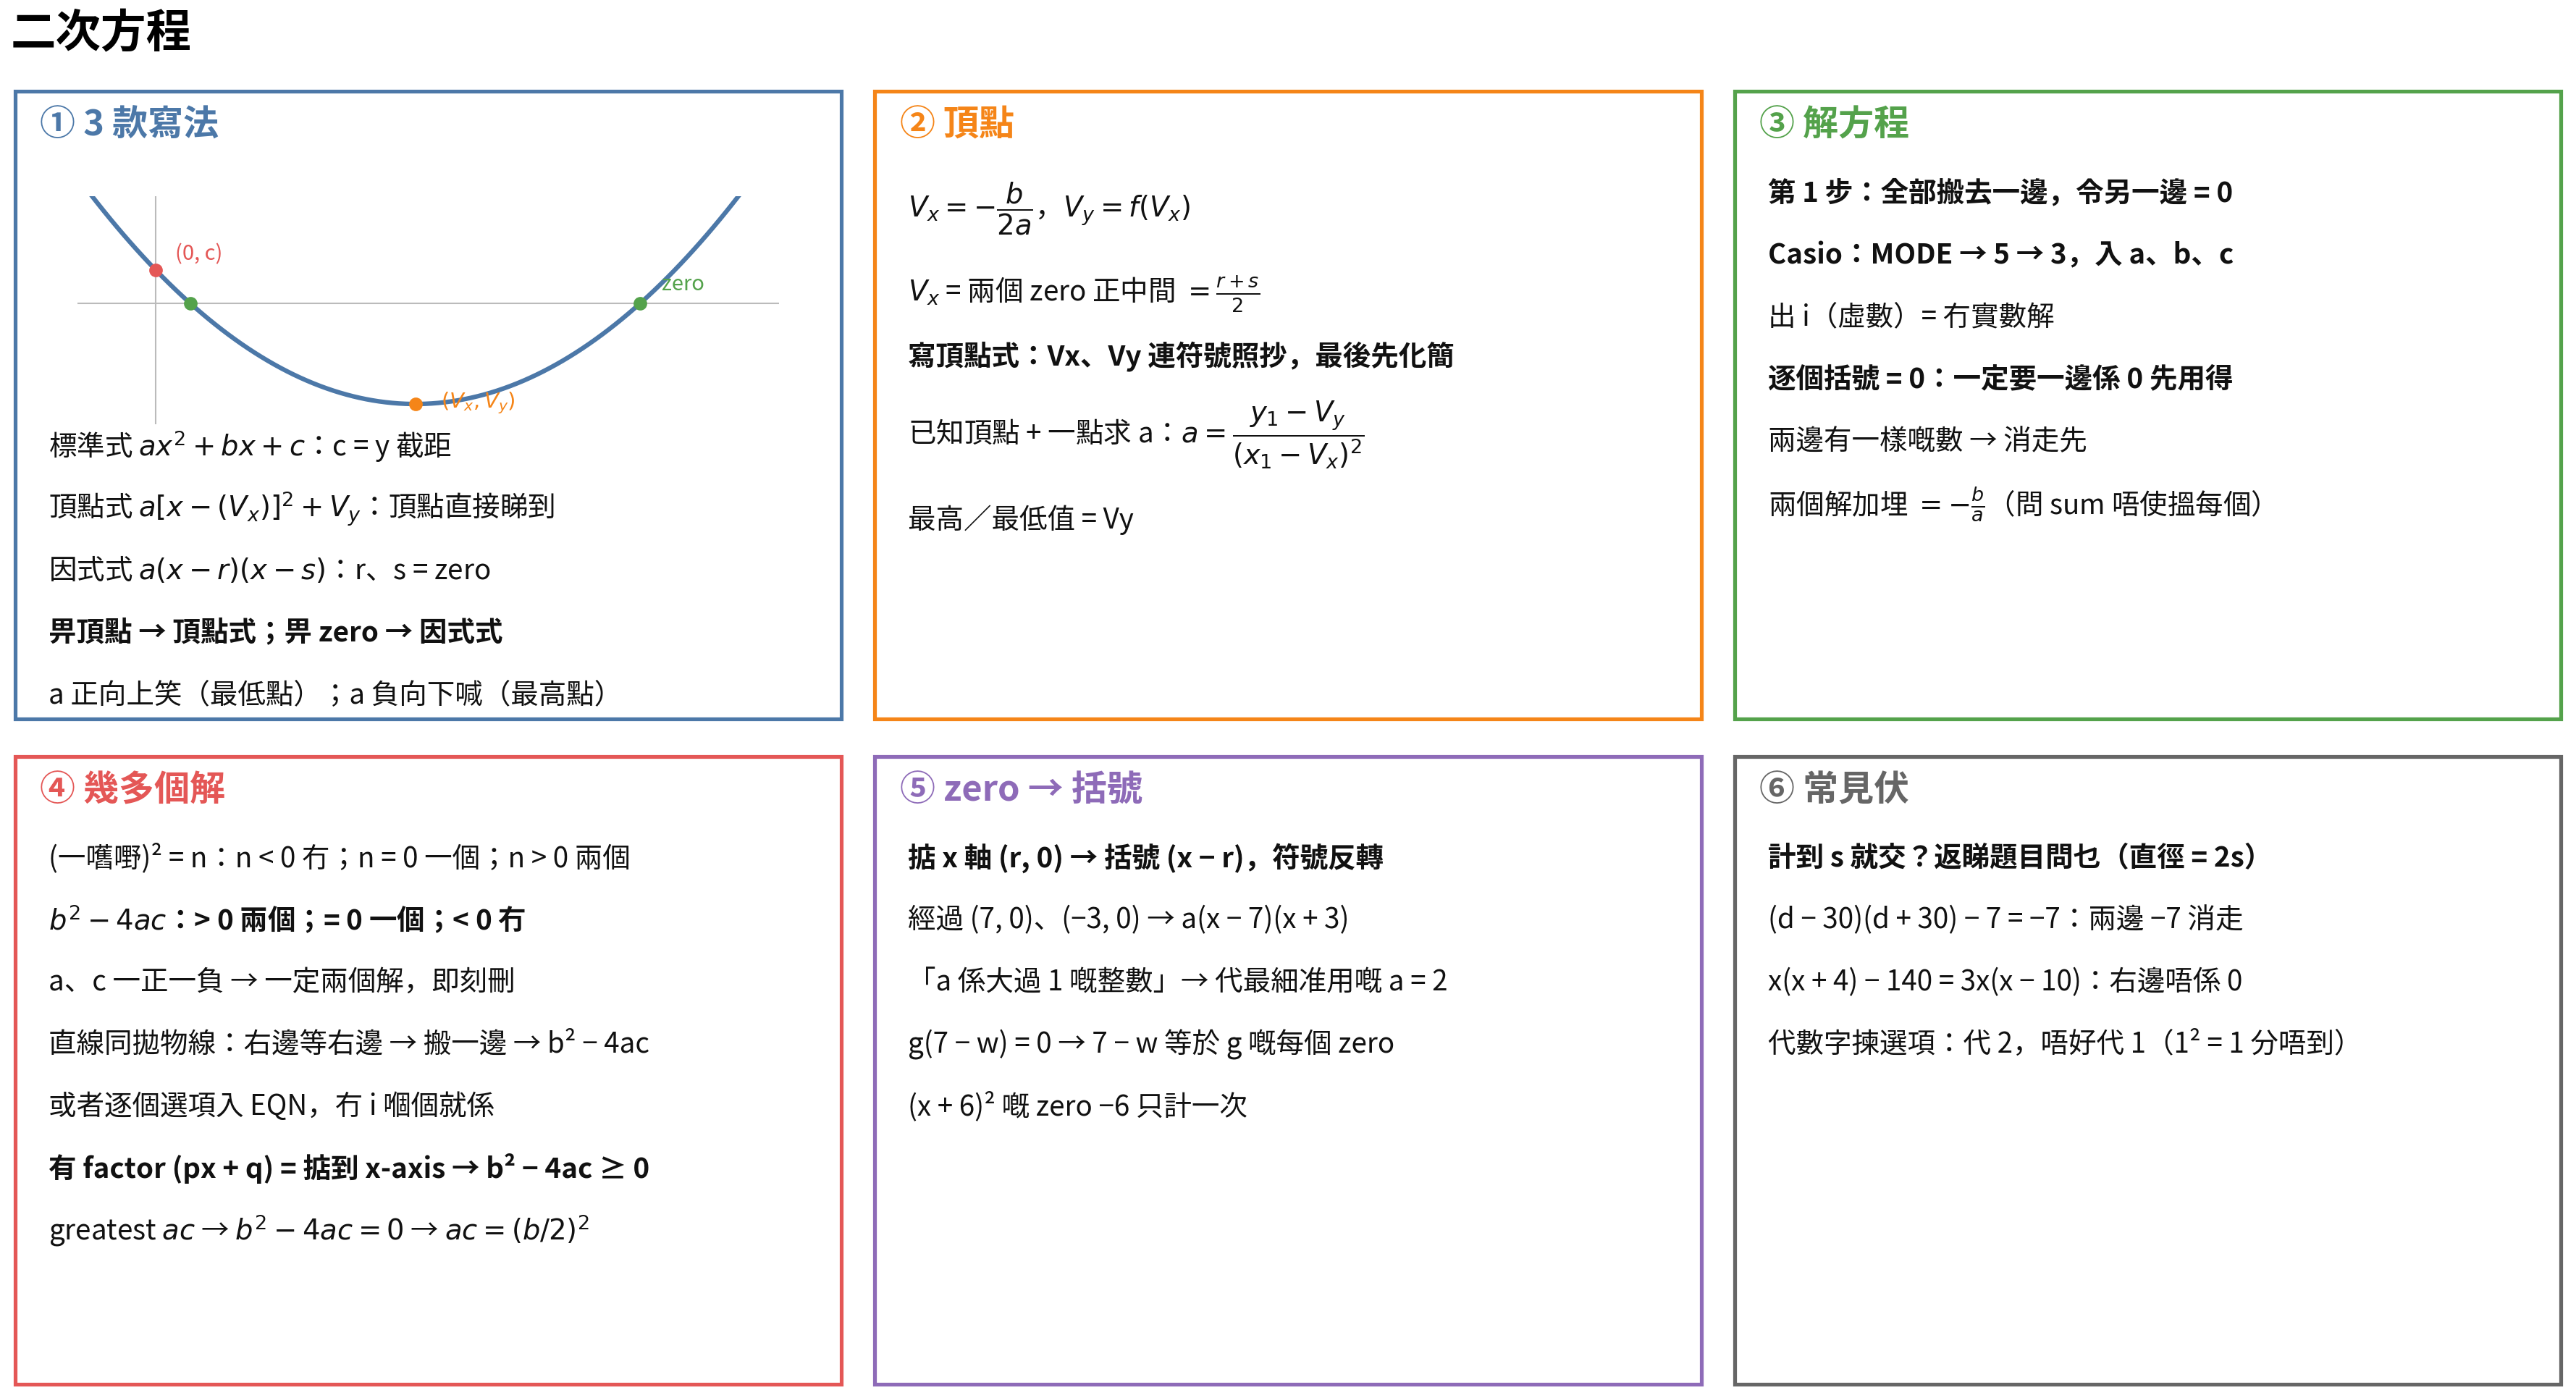 二次方程
① 3 款寫法
(0, c)
zero
(Vₓ, Vᵧ)
標準式 ax² + bx + c：c = y 截距
頂點式 a[x − (Vₓ)]² + Vᵧ：頂點直接睇到
因式式 a(x − r)(x − s)：r、s = zero
畀頂點 → 頂點式；畀 zero → 因式式
a 正向上笑（最低點）；a 負向下喊（最高點）
② 頂點
Vₓ = −b/2a，Vᵧ = f(Vₓ)
Vₓ = 兩個 zero 正中間 = (r + s)/2
寫頂點式：Vx、Vy 連符號照抄，最後先化簡
已知頂點 + 一點求 a：a = (y₁ − Vᵧ)/(x₁ − Vₓ)²
最高／最低值 = Vy
③ 解方程
第 1 步：全部搬去一邊，令另一邊 = 0
Casio：MODE → 5 → 3，入 a、b、c
出 i（虛數）= 冇實數解
逐個括號 = 0：一定要一邊係 0 先用得
兩邊有一樣嘅數 → 消走先
兩個解加埋 = −b/a（問 sum 唔使搵每個）
④ 幾多個解
(一嚿嘢)² = n：n < 0 冇；n = 0 一個；n > 0 兩個
b² − 4ac：> 0 兩個；= 0 一個；< 0 冇
a、c 一正一負 → 一定兩個解，即刻刪
直線同拋物線：右邊等右邊 → 搬一邊 → b² − 4ac
或者逐個選項入 EQN，冇 i 嗰個就係
有 factor (px + q) = 掂到 x-axis → b² − 4ac ≥ 0
greatest ac → b² − 4ac = 0 → ac = (b/2)²
⑤ zero → 括號
掂 x 軸 (r, 0) → 括號 (x − r)，符號反轉
經過 (7, 0)、(−3, 0) → a(x − 7)(x + 3)
「a 係大過 1 嘅整數」→ 代最細准用嘅 a = 2
g(7 − w) = 0 → 7 − w 等於 g 嘅每個 zero
(x + 6)² 嘅 zero −6 只計一次
⑥ 常見伏
計到 s 就交？返睇題目問乜（直徑 = 2s）
(d − 30)(d + 30) − 7 = −7：兩邊 −7 消走
x(x + 4) − 140 = 3x(x − 10)：右邊唔係 0
代數字揀選項：代 2，唔好代 1（1² = 1 分唔到）